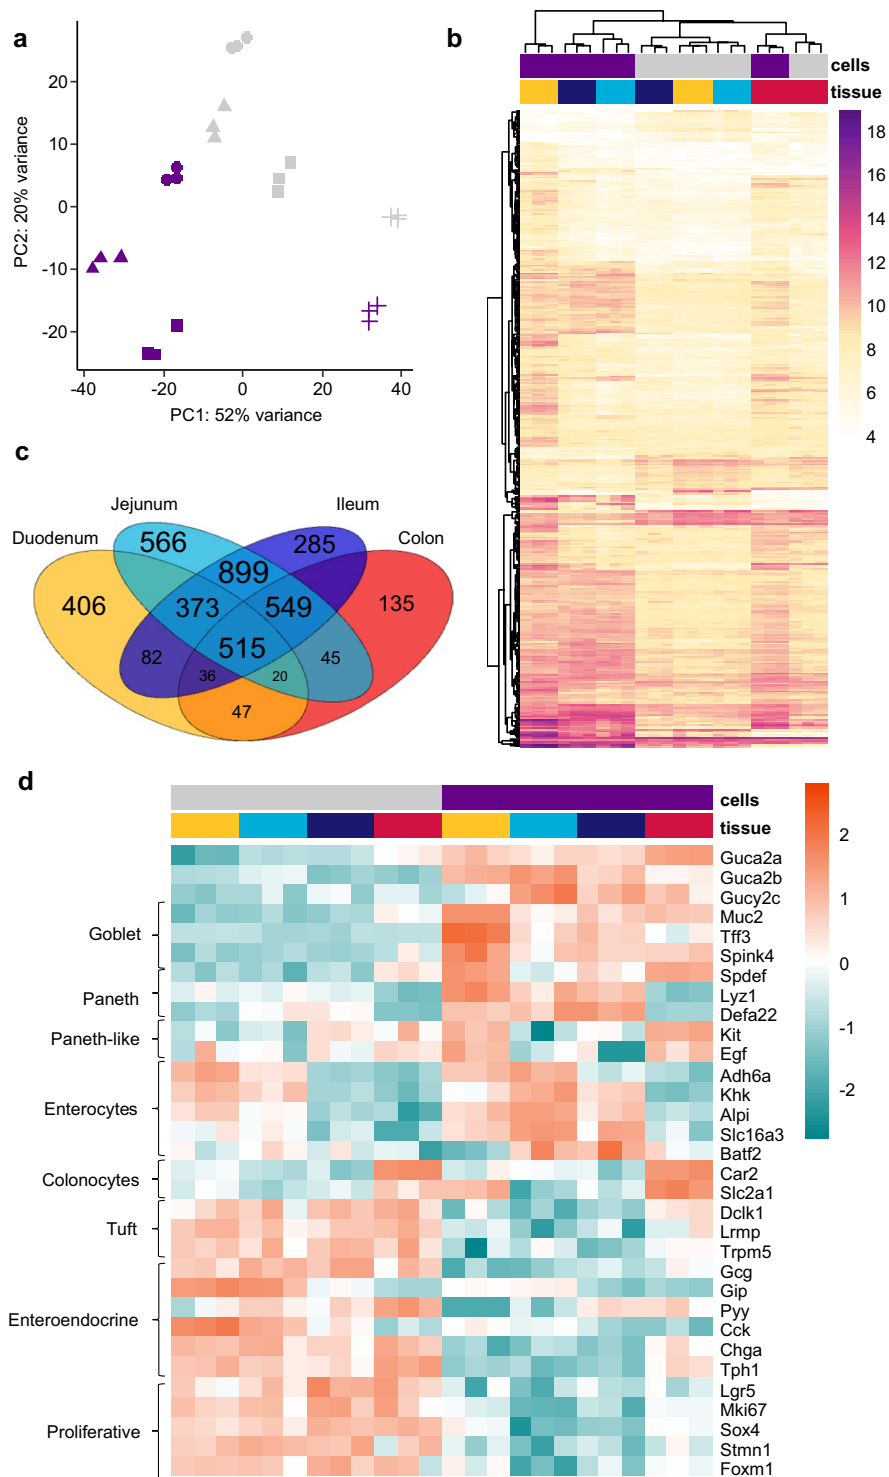 a
20
10
0
-10
-20
PC2: 20% variance
-40
-20
0
20
40
PC1: 52% variance
b
cells
tissue
18
16
14
12
10
8
6
4
c
Jejunum
Ileum
Duodenum
Colon
566
285
899
406
373
549
135
515
82
45
36
20
47
d
cells
tissue
2
1
0
-1
-2
Guca2a
Guca2b
Gucy2c
Goblet
Muc2
Tff3
Spink4
Spdef
Paneth
Lyz1
Defa22
Paneth-like
Kit
Egf
Enterocytes
Adh6a
Khk
Alpi
Slc16a3
Batf2
Colonocytes
Car2
Slc2a1
Tuft
Dclk1
Lrmp
Trpm5
Enteroendocrine
Gcg
Gip
Pyy
Cck
Chga
Tph1
Proliferative
Lgr5
Mki67
Sox4
Stmn1
Foxm1